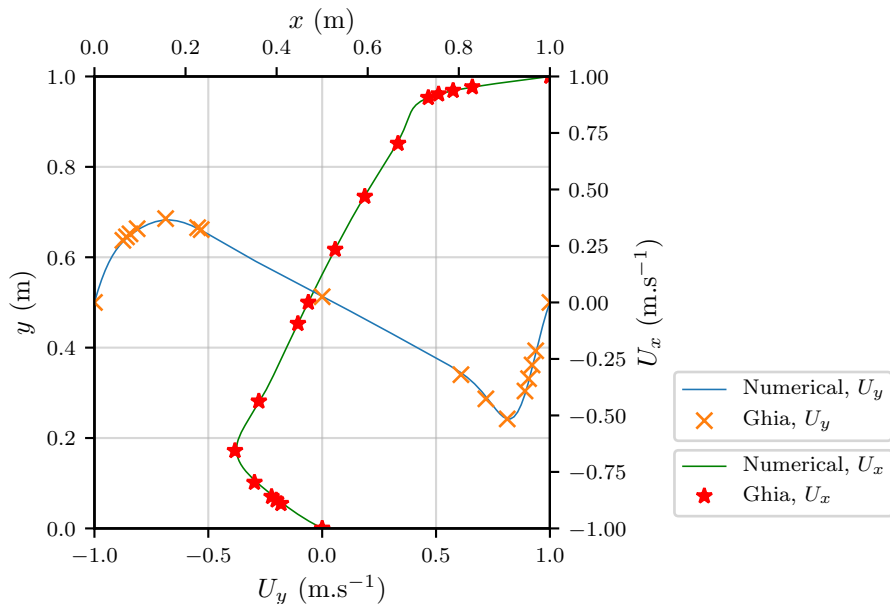 x (m)
0.0 0.2 0.4 0.6 0.8 1.0
1.0
0.8
0.6
0.4
0.2
0.0
y (m)
1.00
0.75
0.50
0.25
0.00
−0.25
−0.50
−0.75
−1.00
U_x (m.s⁻¹)
−1.0 −0.5 0.0 0.5 1.0
U_y (m.s⁻¹)
Numerical, U_y
Ghia, U_y
Numerical, U_x
Ghia, U_x